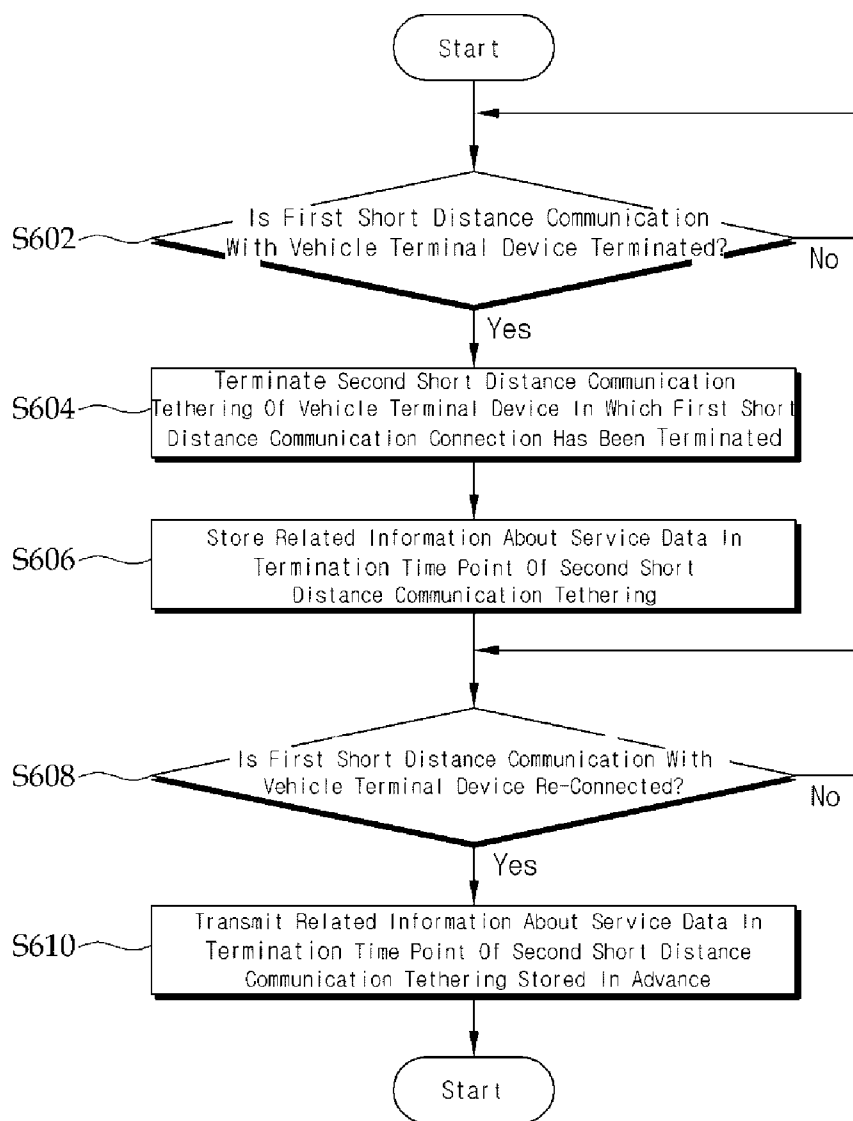 Start
S602
Is First Short Distance Communication
With Vehicle Terminal Device Terminated?
No
Yes
S604
Terminate Second Short Distance Communication
Tethering Of Vehicle Terminal Device In Which First Short
Distance Communication Connection Has Been Terminated
S606
Store Related Information About Service Data In
Termination Time Point Of Second Short
Distance Communication Tethering
S608
Is First Short Distance Communication With
Vehicle Terminal Device Re-Connected?
No
Yes
S610
Transmit Related Information About Service Data In
Termination Time Point Of Second Short Distance
Communication Tethering Stored In Advance
Start